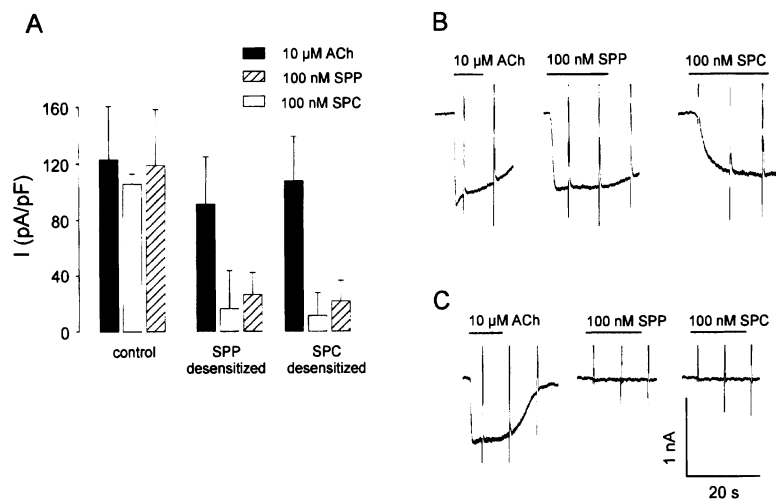 A
10 µM ACh
100 nM SPP
100 nM SPC
160
120
80
40
0
I (pA/pF)
control
SPP
desensitized
SPC
desensitized
B
10 µM ACh
100 nM SPP
100 nM SPC
C
10 µM ACh
100 nM SPP
100 nM SPC
1 nA
20 s